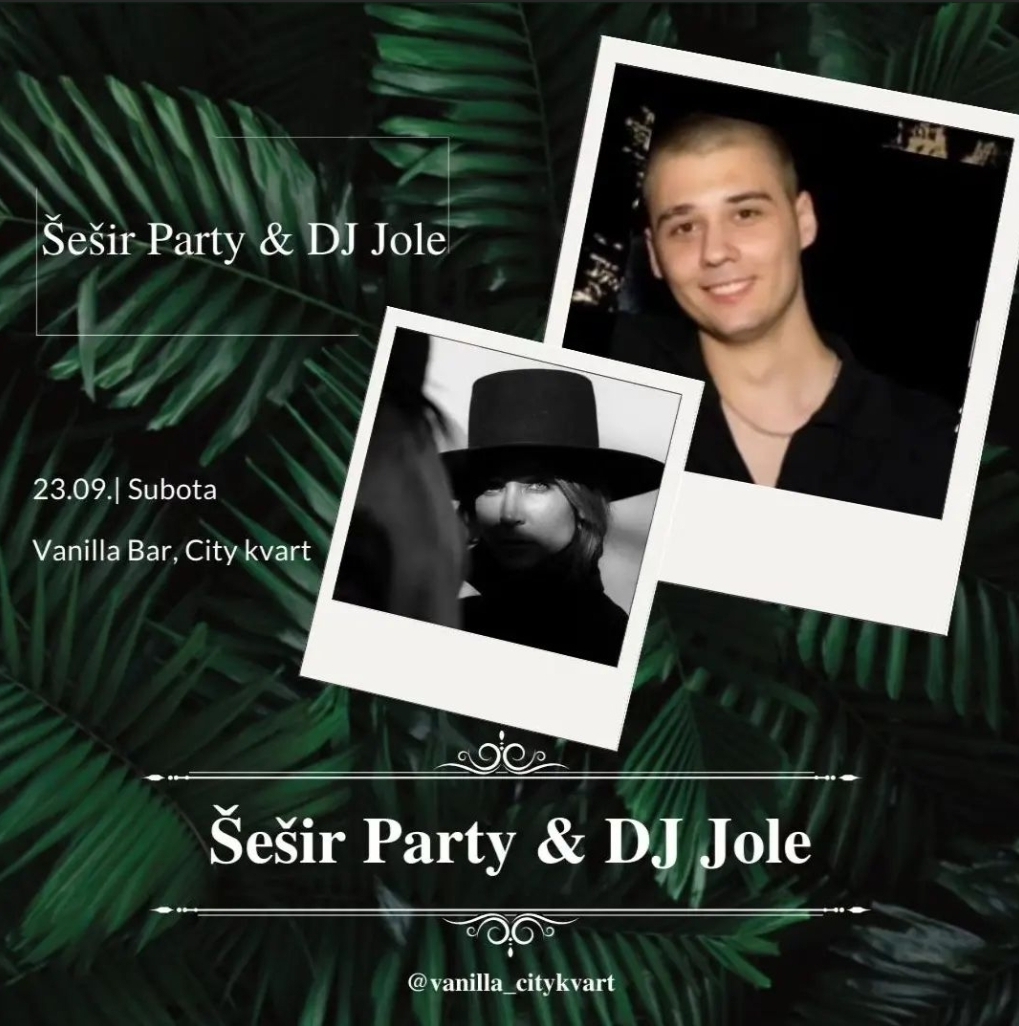 Šešir Party & DJ Jole
23.09.| Subota
Vanilla Bar, City kvart
Šešir Party & DJ Jole
@vanilla_citykvart